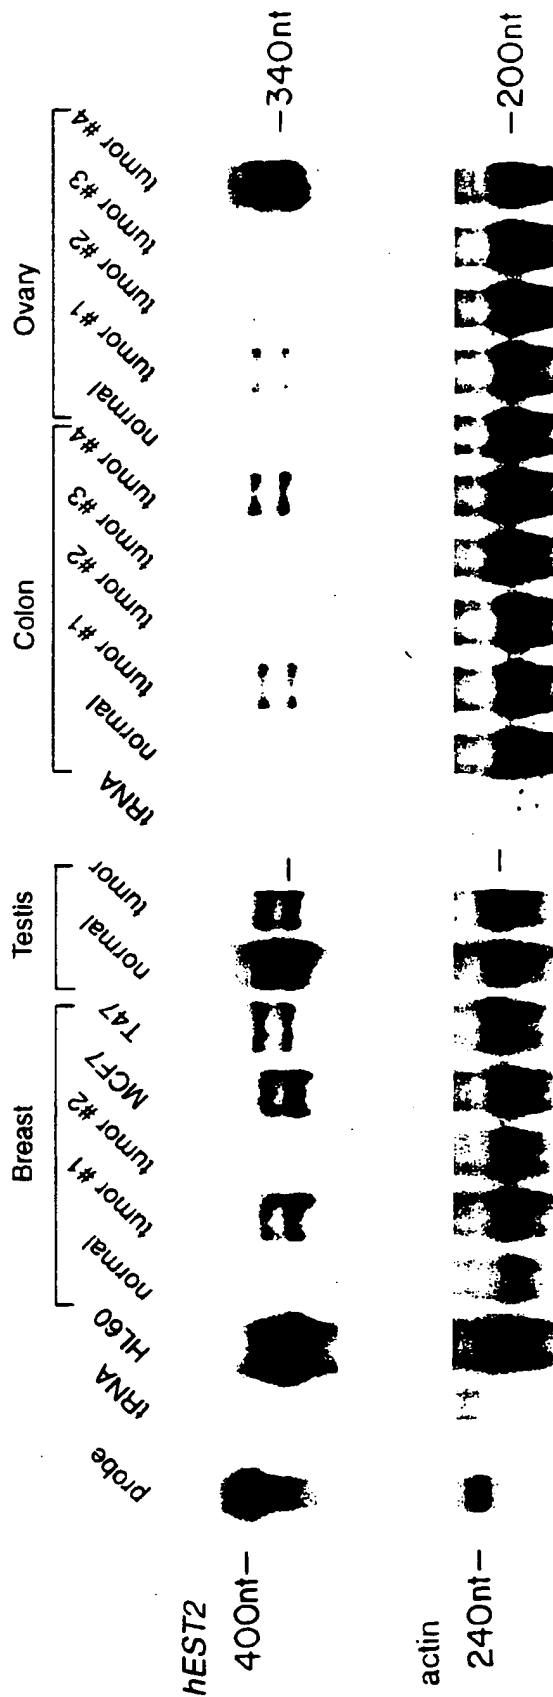 Breast Testis Colon Ovary
probe tRNA HL60 normal tumor #1 tumor #2 MCF7 T47 normal tumor tRNA normal tumor #1 tumor #2 tumor #3 tumor #4 normal tumor #1 tumor #2 tumor #3 tumor #4
hEST2
400nt– –340nt
actin
240nt– –200nt